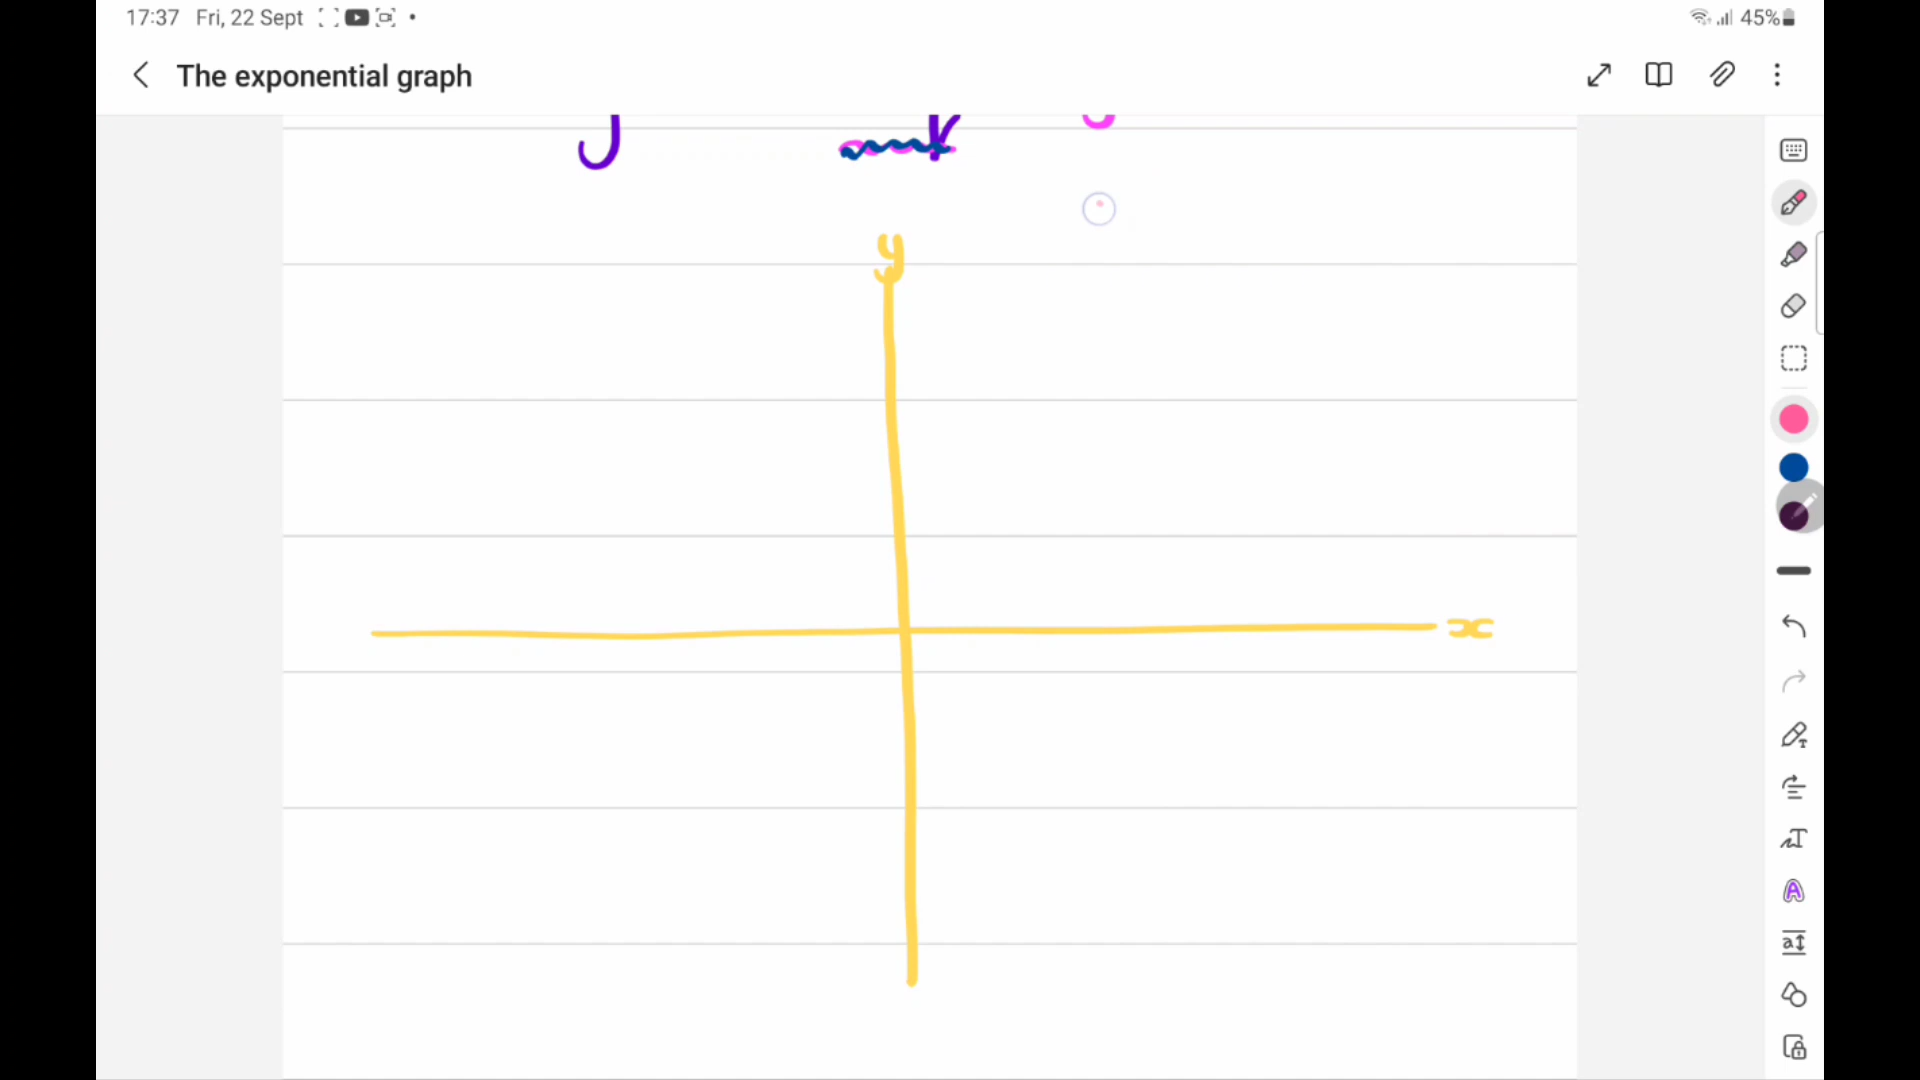 17:37 Fri, 22 Sept 45%
The exponential graph
y
x